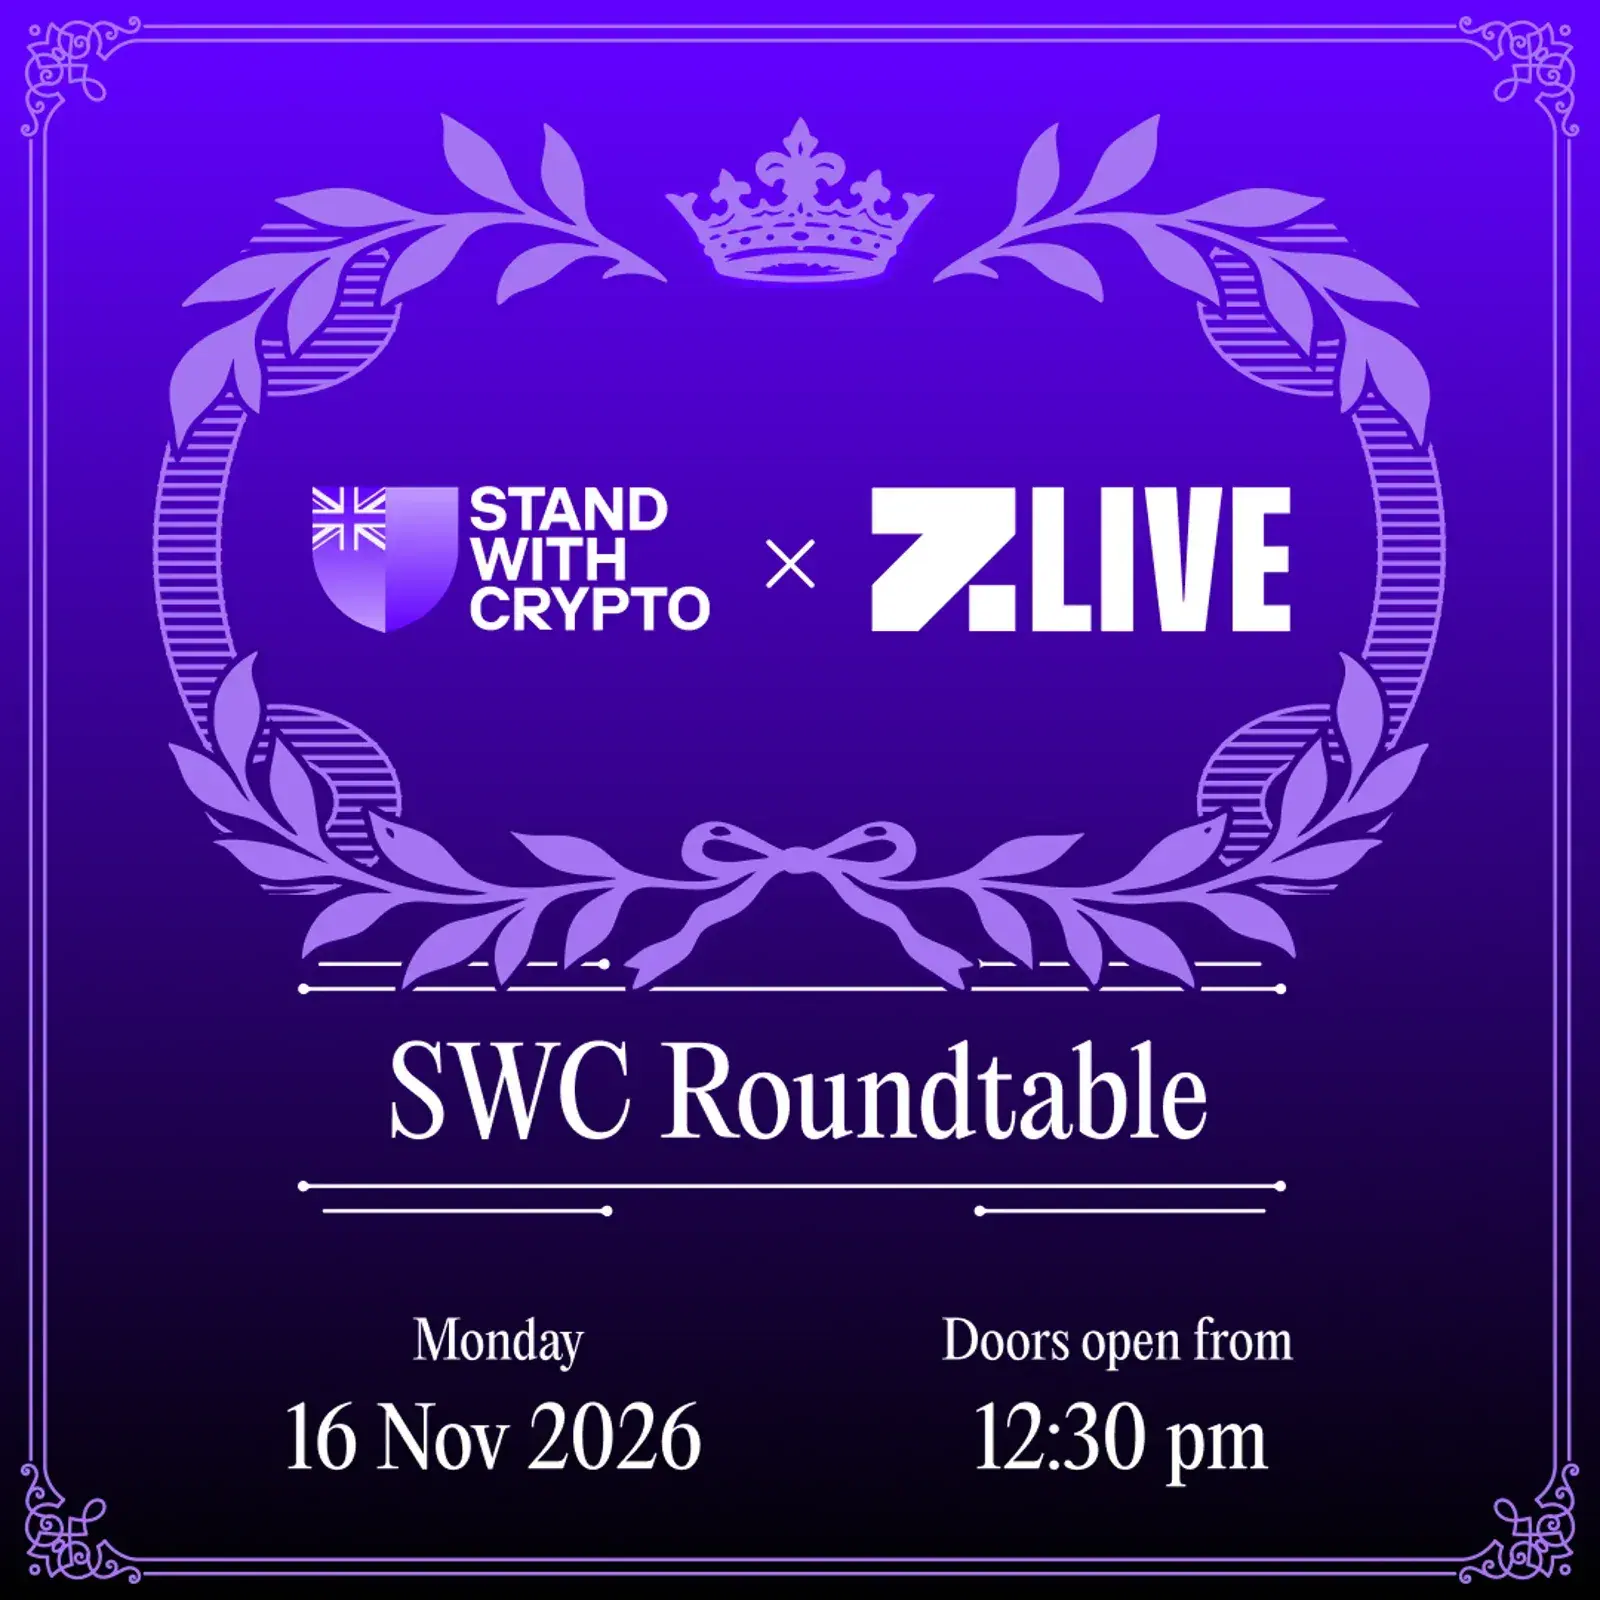 STAND
WITH
CRYPTO
× 
LIVE
SWC Roundtable
Monday
Doors open from
16 Nov 2026
12:30 pm